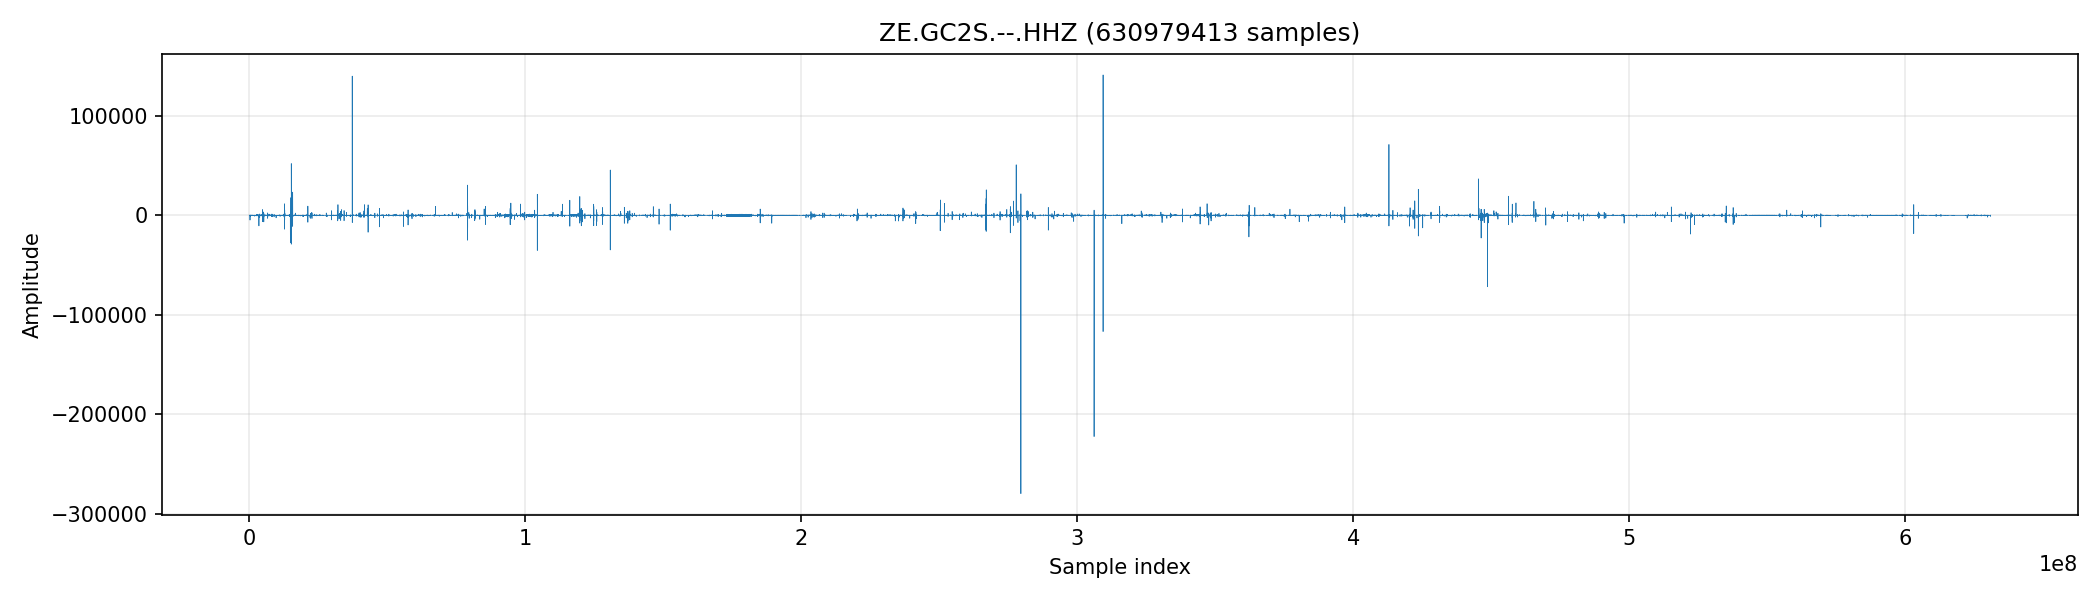 ZE.GC2S.--.HHZ (630979413 samples)
Amplitude
100000
0
−100000
−200000
−300000
0 1 2 3 4 5 6
1e8
Sample index